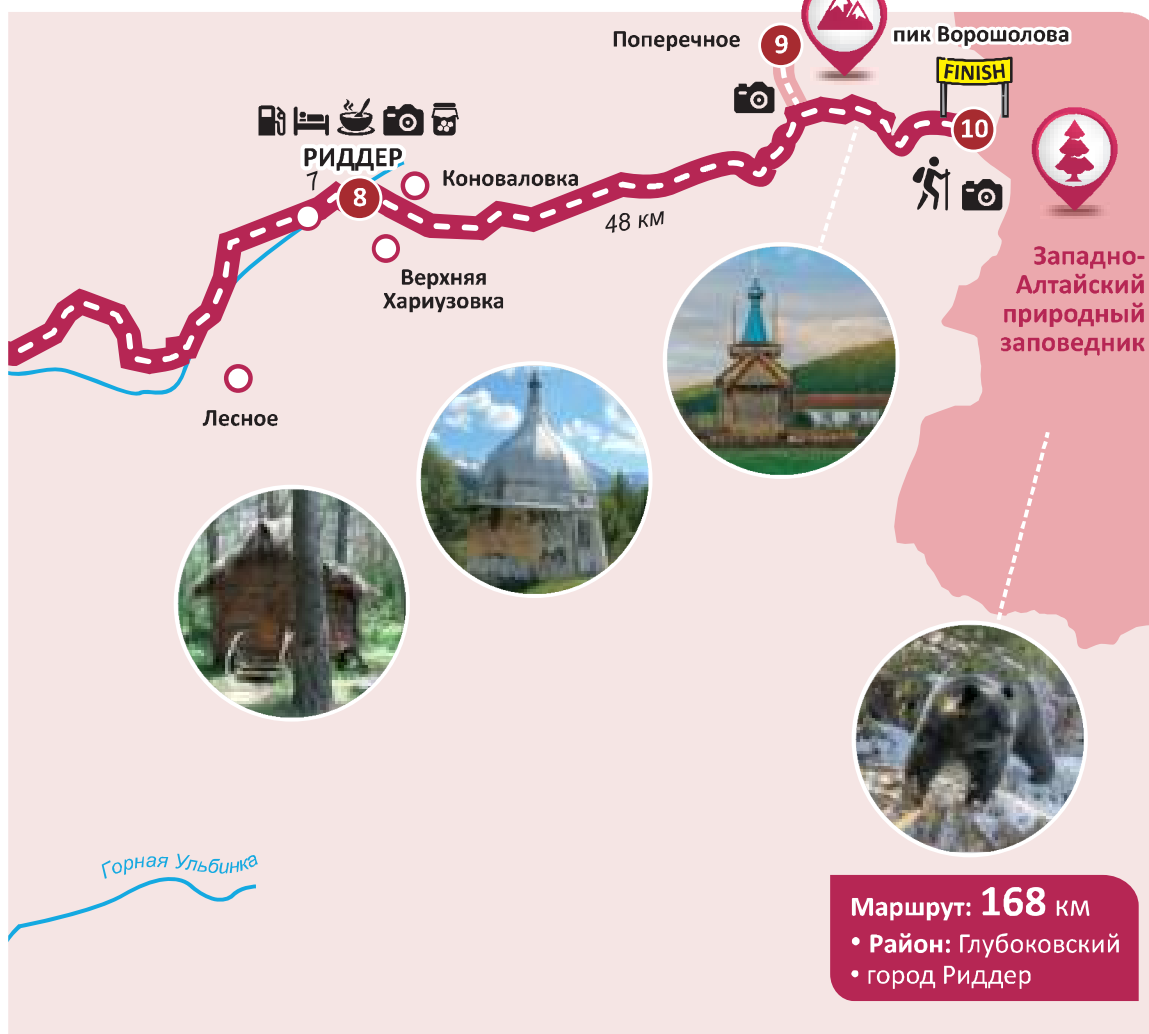 Поперечное
9
пик Ворошолова
FINISH
10
РИДДЕР
7
8
Коноваловка
48 км
Верхняя
Хариузовка
Лесное
Западно-
Алтайский
природный
заповедник
Горная Ульбинка
Маршрут: 168 км
• Район: Глубоковский
• город Риддер